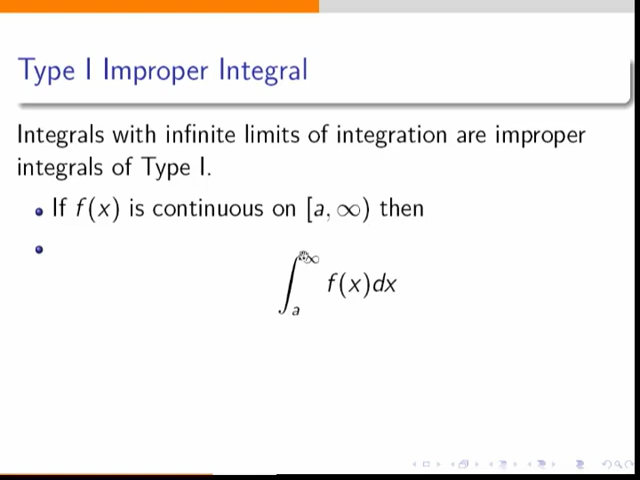 Type I Improper Integral
Integrals with infinite limits of integration are improper
integrals of Type I.
• If f(x) is continuous on [a, ∞) then
• ∫_a^∞ f(x)dx